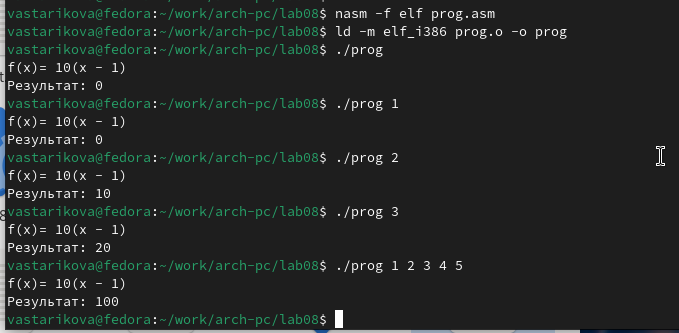 vastarikova@fedora:~/work/arch-pc/lab08$ nasm -f elf prog.asm
vastarikova@fedora:~/work/arch-pc/lab08$ ld -m elf_i386 prog.o -o prog
vastarikova@fedora:~/work/arch-pc/lab08$ ./prog
f(x)= 10(x - 1)
Результат: 0
vastarikova@fedora:~/work/arch-pc/lab08$ ./prog 1
f(x)= 10(x - 1)
Результат: 0
vastarikova@fedora:~/work/arch-pc/lab08$ ./prog 2
f(x)= 10(x - 1)
Результат: 10
vastarikova@fedora:~/work/arch-pc/lab08$ ./prog 3
f(x)= 10(x - 1)
Результат: 20
vastarikova@fedora:~/work/arch-pc/lab08$ ./prog 1 2 3 4 5
f(x)= 10(x - 1)
Результат: 100
vastarikova@fedora:~/work/arch-pc/lab08$